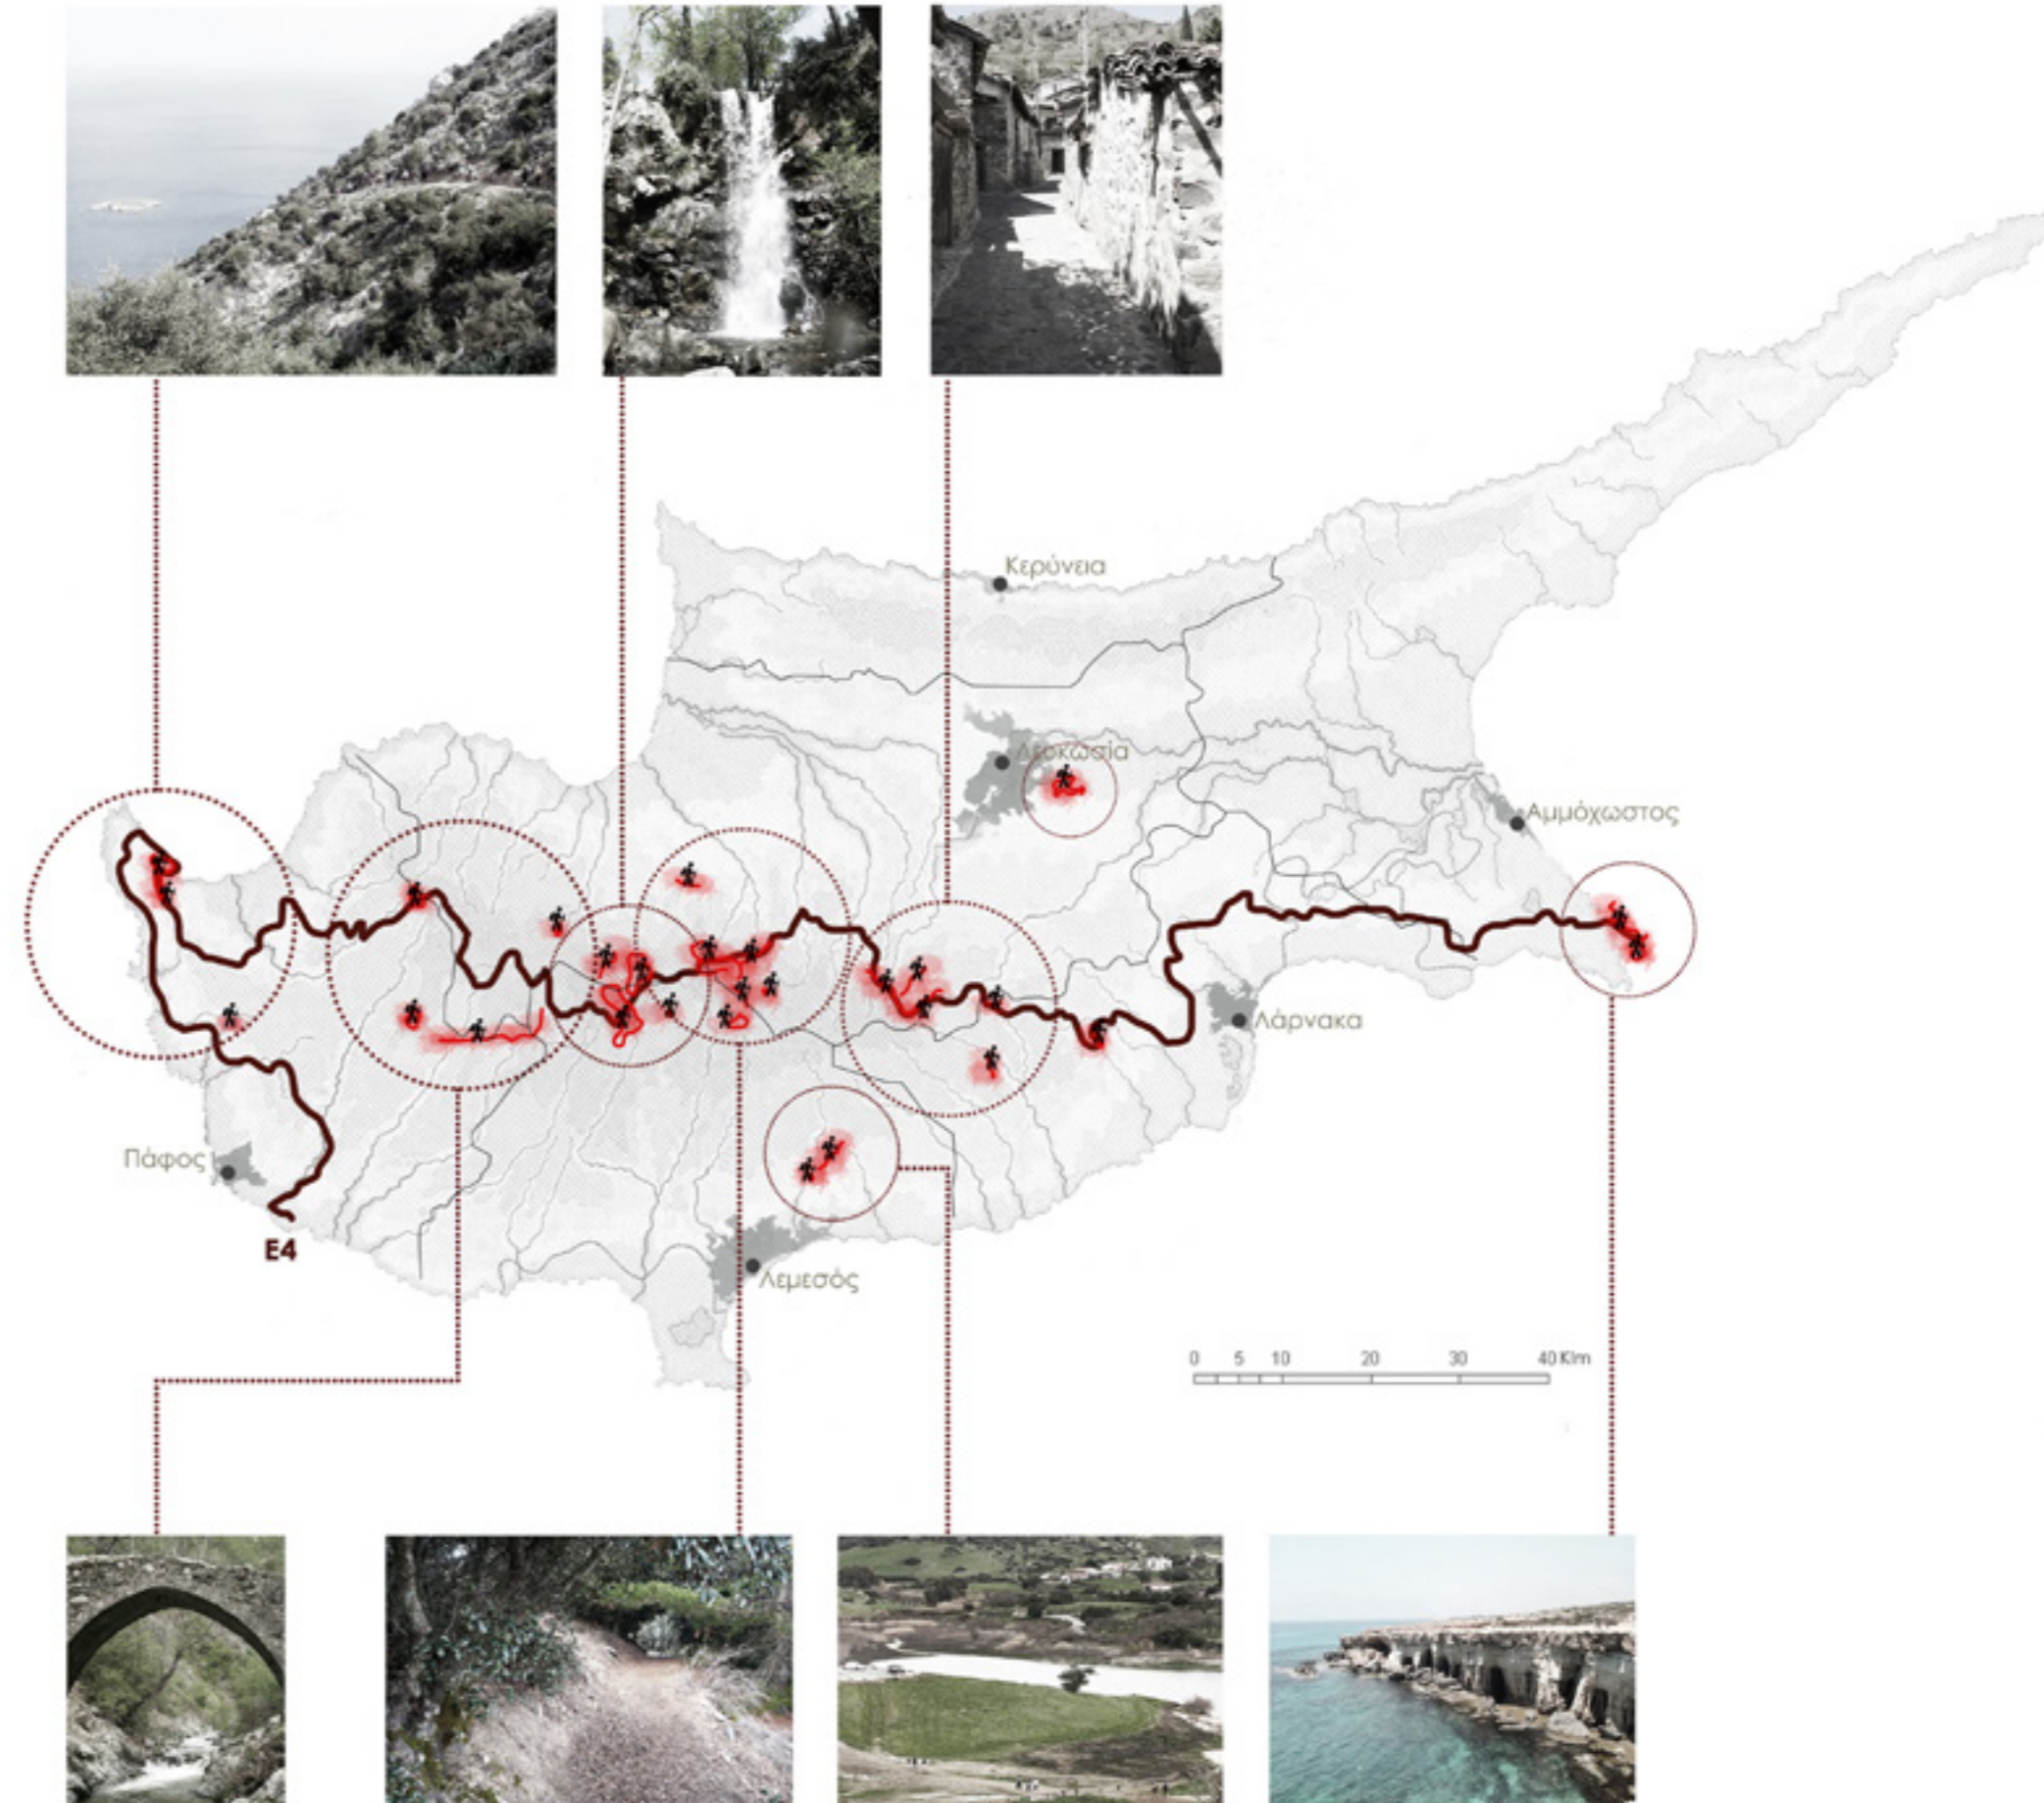 Κερύνεια
Λευκωσία
Αμμόχωστος
Λάρνακα
Πάφος
E4
Λεμεσός
0 5 10 20 30 40 Klm